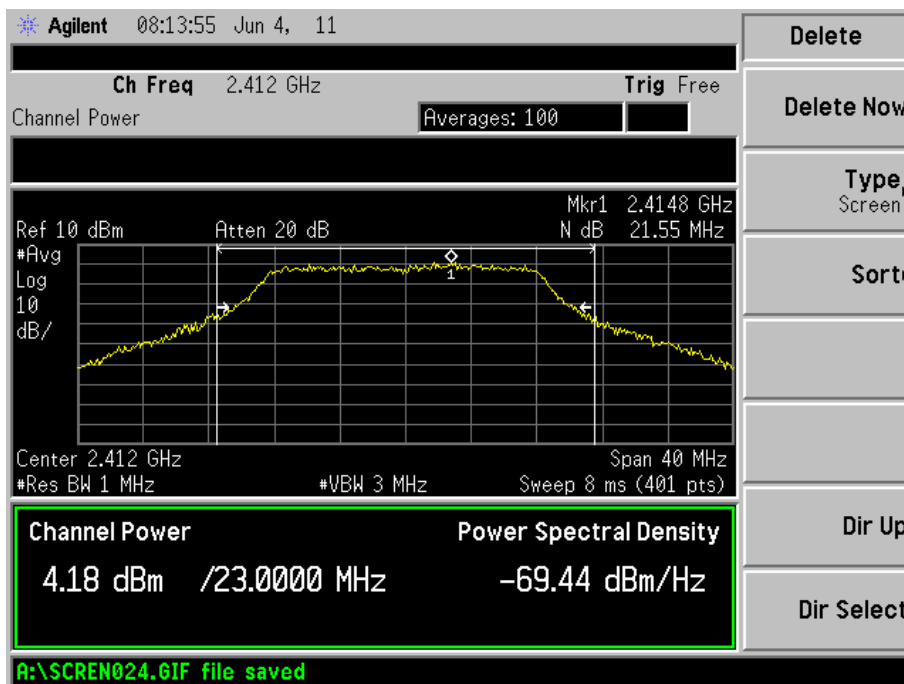 Agilent 08:13:55 Jun 4, 11
Ch Freq 2.412 GHz Trig Free
Channel Power Averages: 100
Mkr1 2.4148 GHz
Ref 10 dBm Atten 20 dB N dB 21.55 MHz
#Avg
Log
10
dB/
1
Center 2.412 GHz Span 40 MHz
#Res BW 1 MHz #VBW 3 MHz Sweep 8 ms (401 pts)
Channel Power Power Spectral Density
4.18 dBm /23.0000 MHz -69.44 dBm/Hz
A:\SCREN024.GIF file saved
Delete
Delete Now
Type
Screen
Dir Up
Dir Select